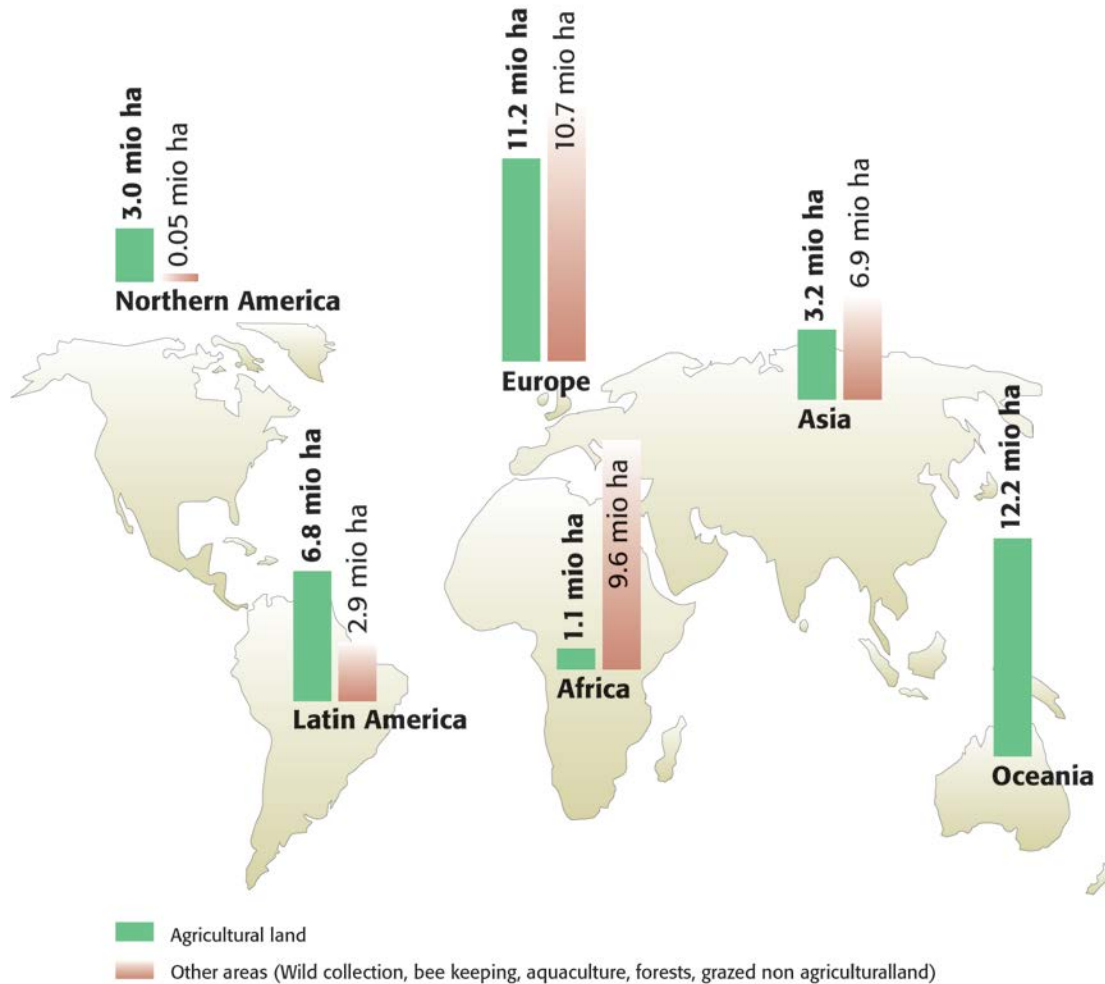 3.0 mio ha
0.05 mio ha
Northern America
11.2 mio ha
10.7 mio ha
Europe
3.2 mio ha
6.9 mio ha
Asia
6.8 mio ha
2.9 mio ha
Latin America
1.1 mio ha
9.6 mio ha
Africa
12.2 mio ha
Oceania
Agricultural land
Other areas (Wild collection, bee keeping, aquaculture, forests, grazed non agriculturalland)